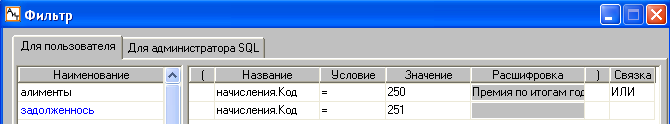 Фильтр
Для пользователя Для администратора SQL
Наименование ( Название Условие Значение Расшифровка ) Связка
алименты начисления.Код = 250 Премия по итогам год ИЛИ
задолженнось начисления.Код = 251